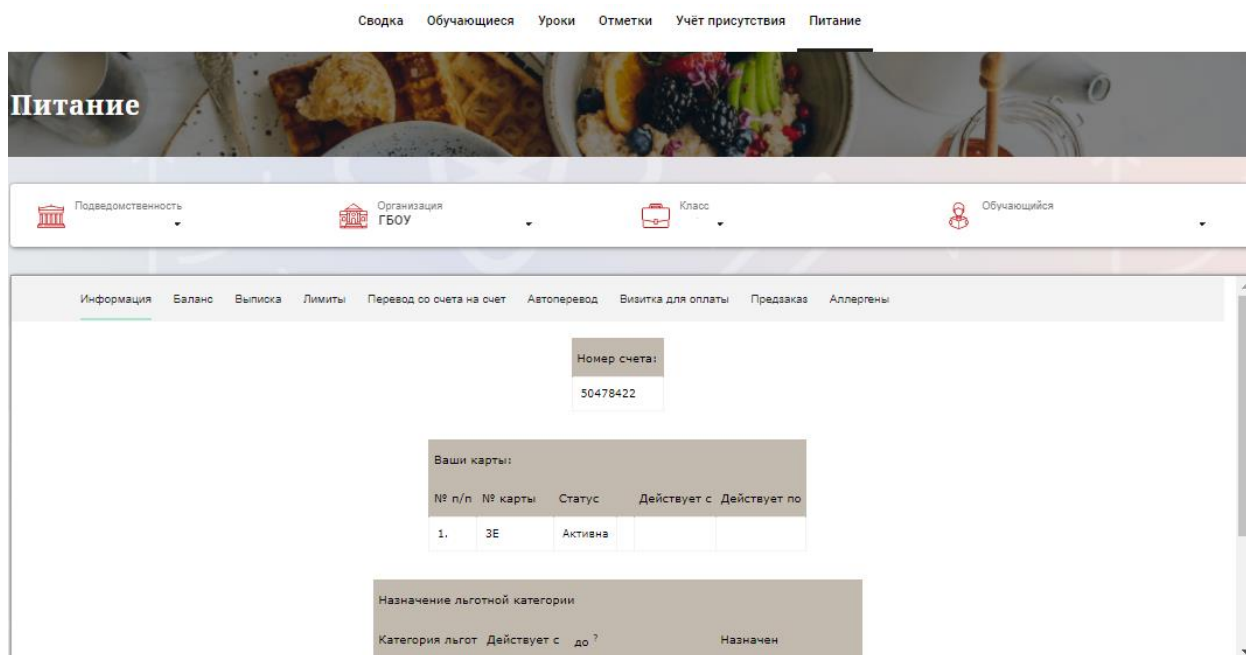 Сводка Обучающиеся Уроки Отметки Учёт присутствия Питание
Питание
Подведомственность Организация Класс Обучающийся
ГБОУ
Информация Баланс Выписка Лимиты Перевод со счета на счет Автоперевод Визитка для оплаты Предзаказ Аллергены
Номер счета:
50478422
Ваши карты:
№ п/п № карты Статус Действует с Действует по
1. 3E Активна
Назначение льготной категории
Категория льгот Действует с до ? Назначен